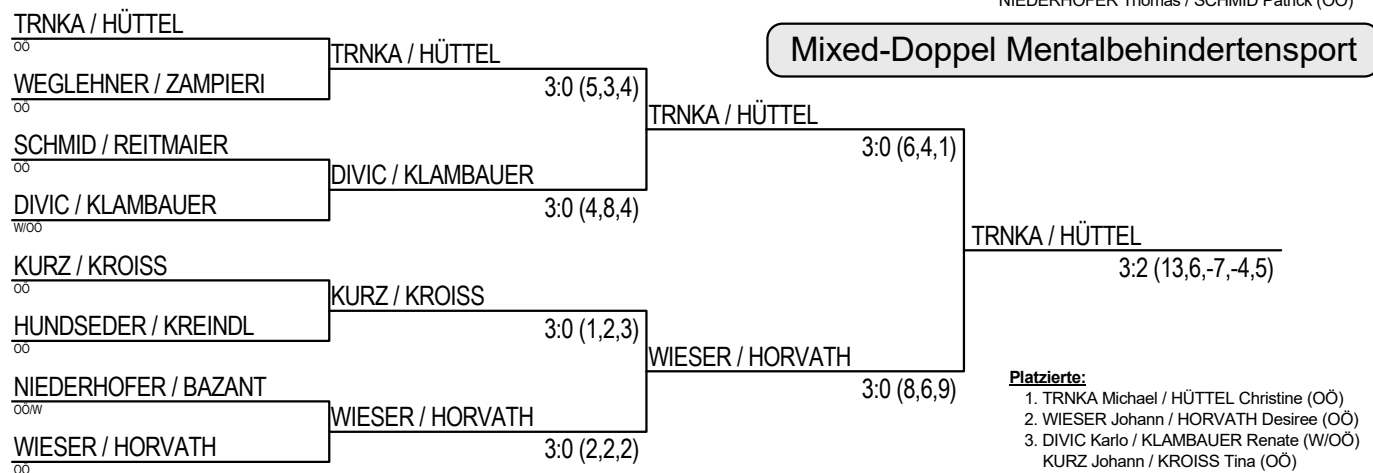 NIEDERHOFER Thomas / SCHMID Patrick (OÖ)
Mixed-Doppel Mentalbehindertensport
TRNKA / HÜTTEL
OÖ
WEGLEHNER / ZAMPIERI
OÖ
SCHMID / REITMAIER
OÖ
DIVIC / KLAMBAUER
W/OÖ
KURZ / KROISS
OÖ
HUNDSEDER / KREINDL
OÖ
NIEDERHOFER / BAZANT
OÖ/W
WIESER / HORVATH
OÖ
TRNKA / HÜTTEL
3:0 (5,3,4)
DIVIC / KLAMBAUER
3:0 (4,8,4)
KURZ / KROISS
3:0 (1,2,3)
WIESER / HORVATH
3:0 (2,2,2)
TRNKA / HÜTTEL
3:0 (6,4,1)
WIESER / HORVATH
3:0 (8,6,9)
TRNKA / HÜTTEL
3:2 (13,6,-7,-4,5)
Platzierte:
1. TRNKA Michael / HÜTTEL Christine (OÖ)
2. WIESER Johann / HORVATH Desiree (OÖ)
3. DIVIC Karlo / KLAMBAUER Renate (W/OÖ)
KURZ Johann / KROISS Tina (OÖ)